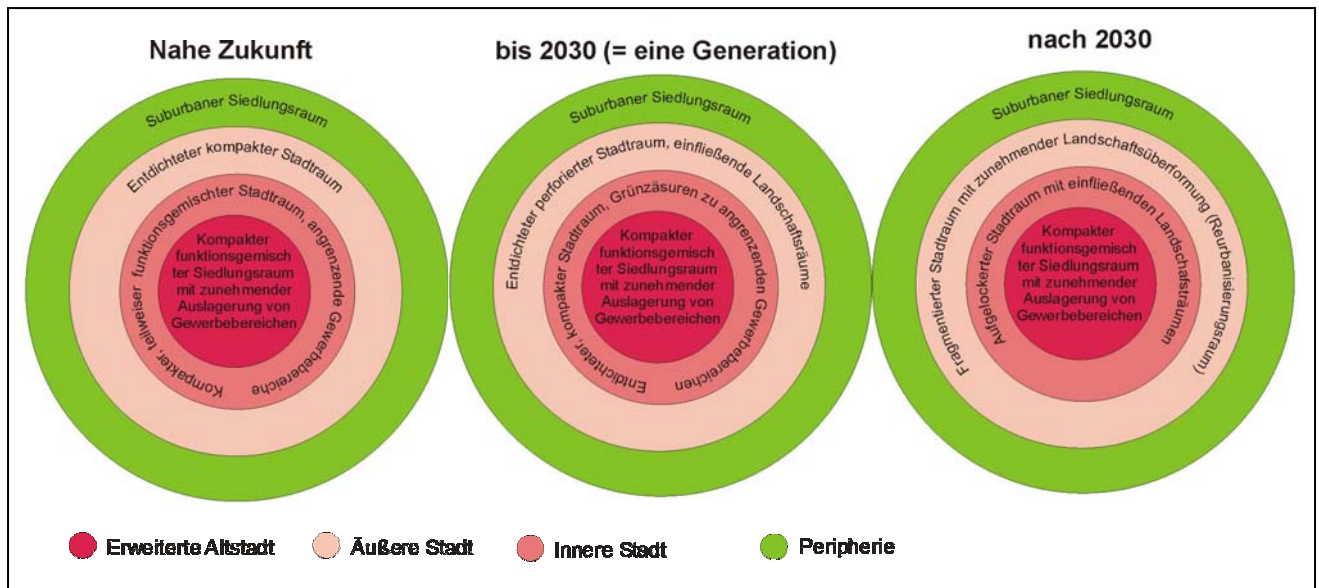 Nahe Zukunft
Suburbaner Siedlungsraum
Entdichteter kompakter Stadtraum
Kompakter, teilweiser funktionsgemischter Stadtraum, angrenzende Gewerbebereiche
Kompakter
funktionsgemisch
ter Siedlungsraum
mit zunehmender
Auslagerung von
Gewerbebereichen
bis 2030 (= eine Generation)
Suburbaner Siedlungsraum
Entdichteter perforierter Stadtraum, einfließende Landschaftsräume
Entdichteter, kompakter Stadtraum, Grünzäsuren zu angrenzenden Gewerbebereichen
Kompakter
funktionsgemisch
ter Siedlungsraum
mit zunehmender
Auslagerung von
Gewerbebereichen
nach 2030
Suburbaner Siedlungsraum
Fragmentierter Stadtraum mit zunehmender Landschaftsüberformung (Reurbanisierungsraum)
Aufgelockerter Stadtraum mit einfließenden Landschafsträumen
Kompakter
funktionsgemisch
ter Siedlungsraum
mit zunehmender
Auslagerung von
Gewerbebereichen
Erweiterte Altstadt
Äußere Stadt
Innere Stadt
Peripherie